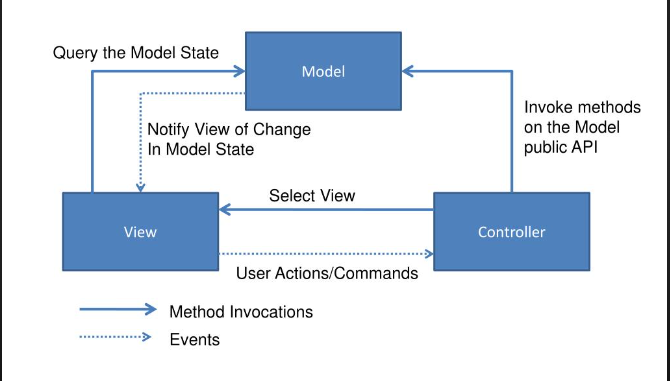 Query the Model State
Model
Notify View of Change
In Model State
Invoke methods
on the Model
public API
Select View
View
Controller
User Actions/Commands
Method Invocations
Events